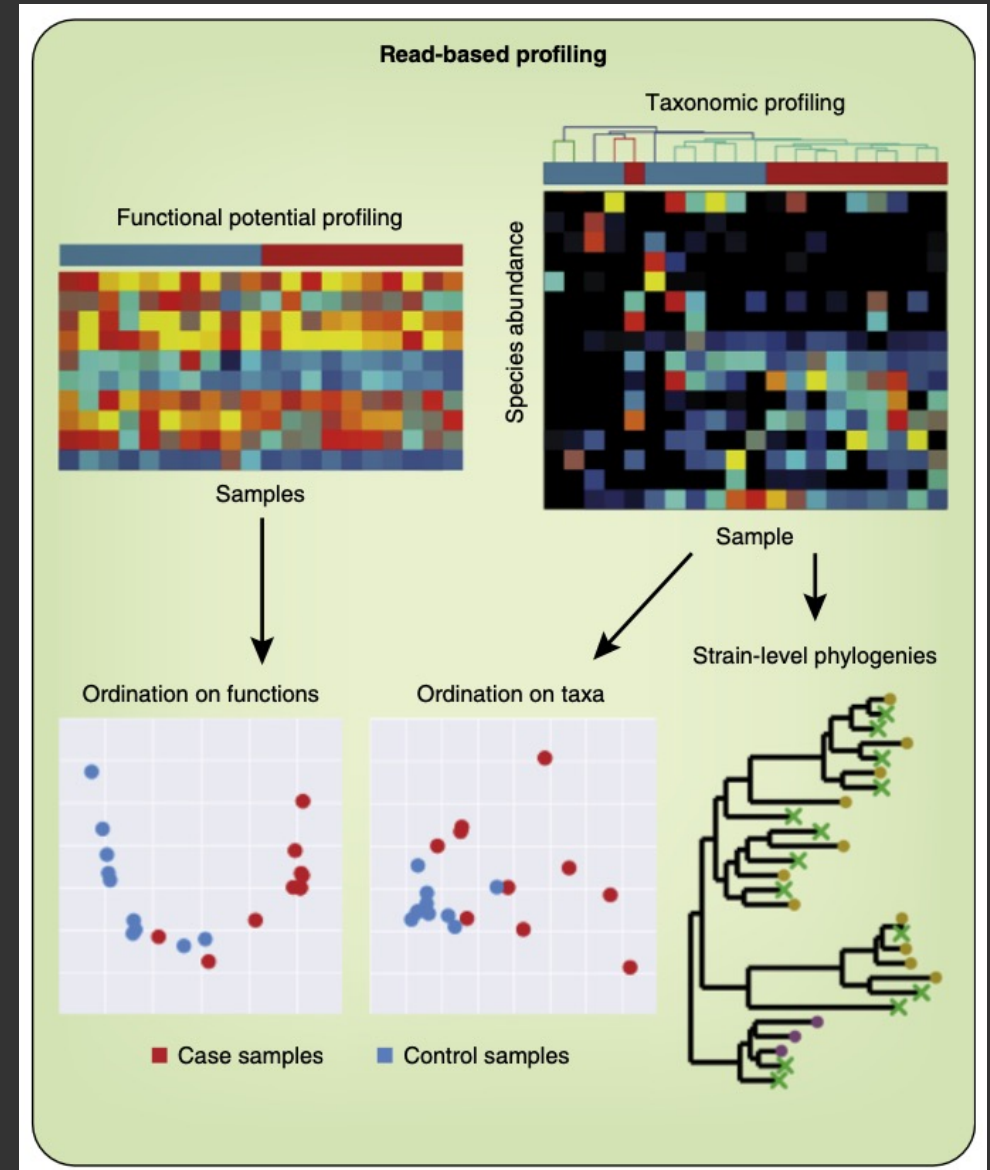 Read-based profiling
Taxonomic profiling
Functional potential profiling
Species abundance
Samples
Sample
Strain-level phylogenies
Ordination on functions
Ordination on taxa
Case samples
Control samples